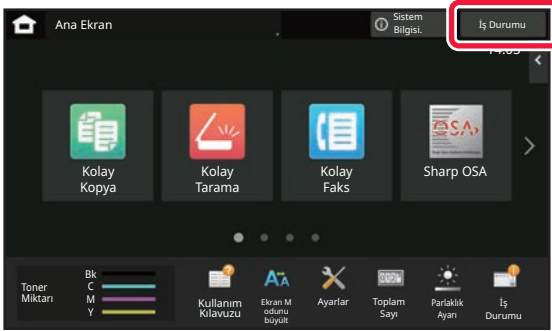 Ana Ekran
Sistem
Bilgisi.
İş Durumu
Kolay
Kopya
Kolay
Tarama
Kolay
Faks
OSA
Sharp OSA
Toner
Miktarı
Bk
C
M
Y
Kullanım
Kılavuzu
Ekran M
odunu
büyült
Ayarlar
Toplam
Sayı
Parlaklık
Ayarı
İş
Durumu